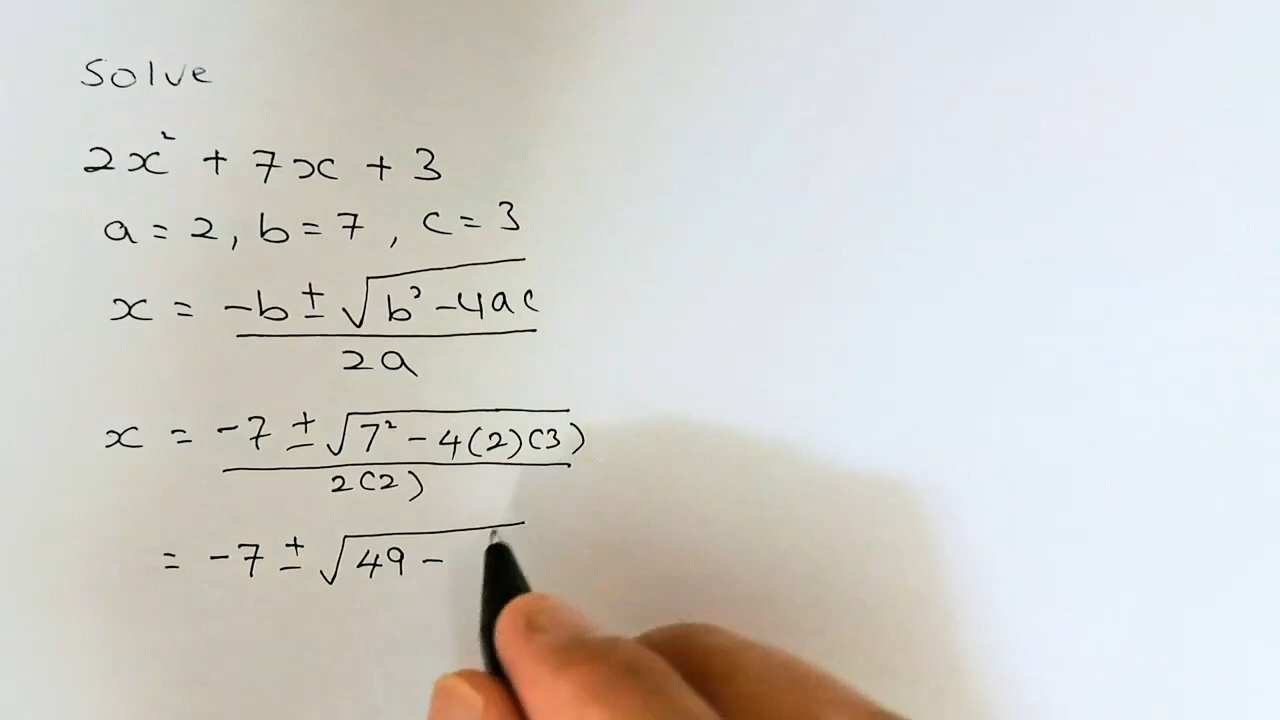 Solve
2x² + 7x + 3
a = 2, b = 7, c = 3
x = -b ± √b² - 4ac
2a
x = -7 ± √7² - 4(2)(3)
2(2)
= -7 ± √49 -